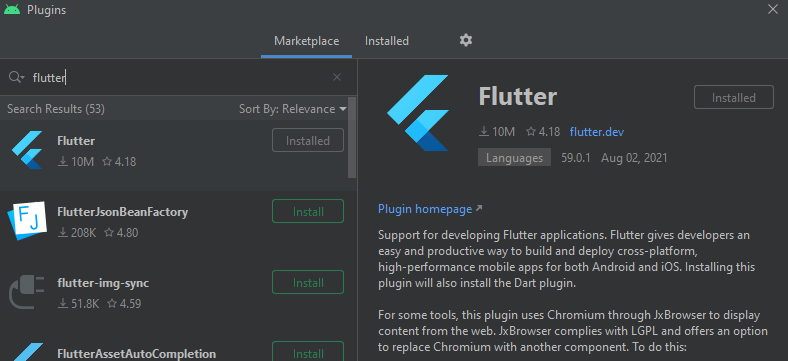 Plugins
Marketplace
Installed
flutter
Search Results (53)
Sort By: Relevance
Flutter
10M
4.18
Installed
FlutterJsonBeanFactory
208K
4.80
Install
flutter-img-sync
51.8K
4.59
Install
FlutterAssetAutoCompletion
Install
FJ
Flutter
Installed
10M
4.18
flutter.dev
Languages
59.0.1
Aug 02, 2021
Plugin homepage
Support for developing Flutter applications. Flutter gives developers an
easy and productive way to build and deploy cross-platform,
high-performance mobile apps for both Android and iOS. Installing this
plugin will also install the Dart plugin.
For some tools, this plugin uses Chromium through JxBrowser to display
content from the web. JxBrowser complies with LGPL and offers an option
to replace Chromium with another component. To do this: